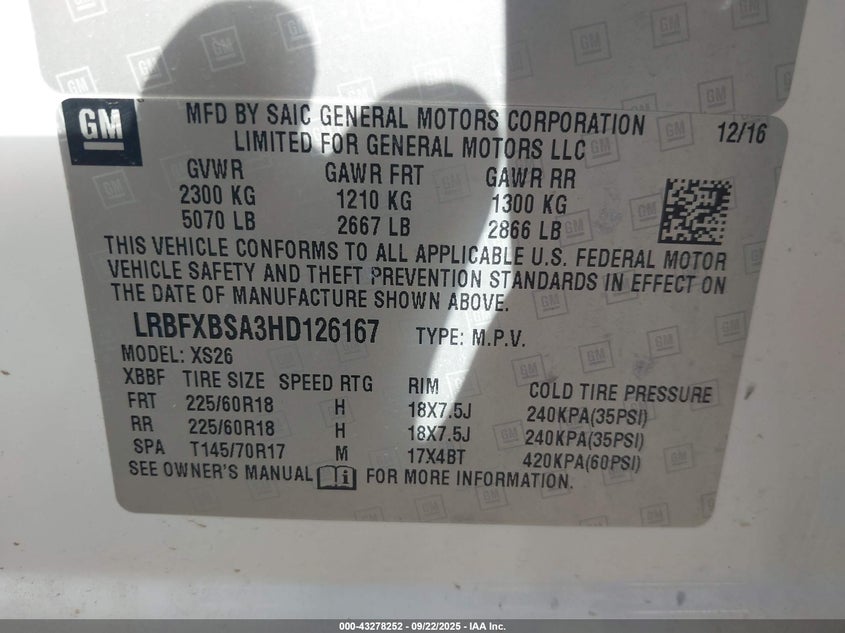 GM
MFD BY SAIC GENERAL MOTORS CORPORATION 12/16
LIMITED FOR GENERAL MOTORS LLC
GVWR GAWR FRT GAWR RR
2300 KG 1210 KG 1300 KG
5070 LB 2667 LB 2866 LB
THIS VEHICLE CONFORMS TO ALL APPLICABLE U.S. FEDERAL MOTOR
VEHICLE SAFETY AND THEFT PREVENTION STANDARDS IN EFFECT ON
THE DATE OF MANUFACTURE SHOWN ABOVE.
LRBFXBSA3HD126167 TYPE: M.P.V.
MODEL: XS26
XBBF TIRE SIZE SPEED RTG RIM COLD TIRE PRESSURE
FRT 225/60R18 H 18X7.5J 240KPA(35PSI)
RR 225/60R18 H 18X7.5J 240KPA(35PSI)
SPA T145/70R17 M 17X4BT 420KPA(60PSI)
SEE OWNER'S MANUAL FOR MORE INFORMATION.
000-43278252 | 09/22/2025 | IAA Inc.